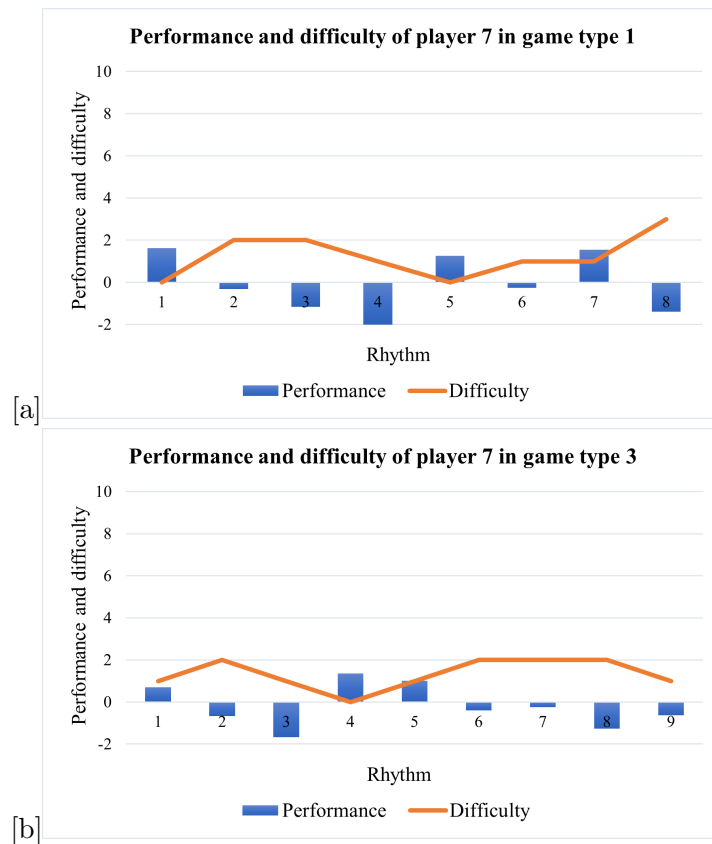 Performance and difficulty of player 7 in game type 1
10
8
6
4
2
0
-2
Performance and difficulty
1 2 3 4 5 6 7 8
Rhythm
Performance Difficulty
[a]
Performance and difficulty of player 7 in game type 3
10
8
6
4
2
0
-2
Performance and difficulty
1 2 3 4 5 6 7 8 9
Rhythm
Performance Difficulty
[b]